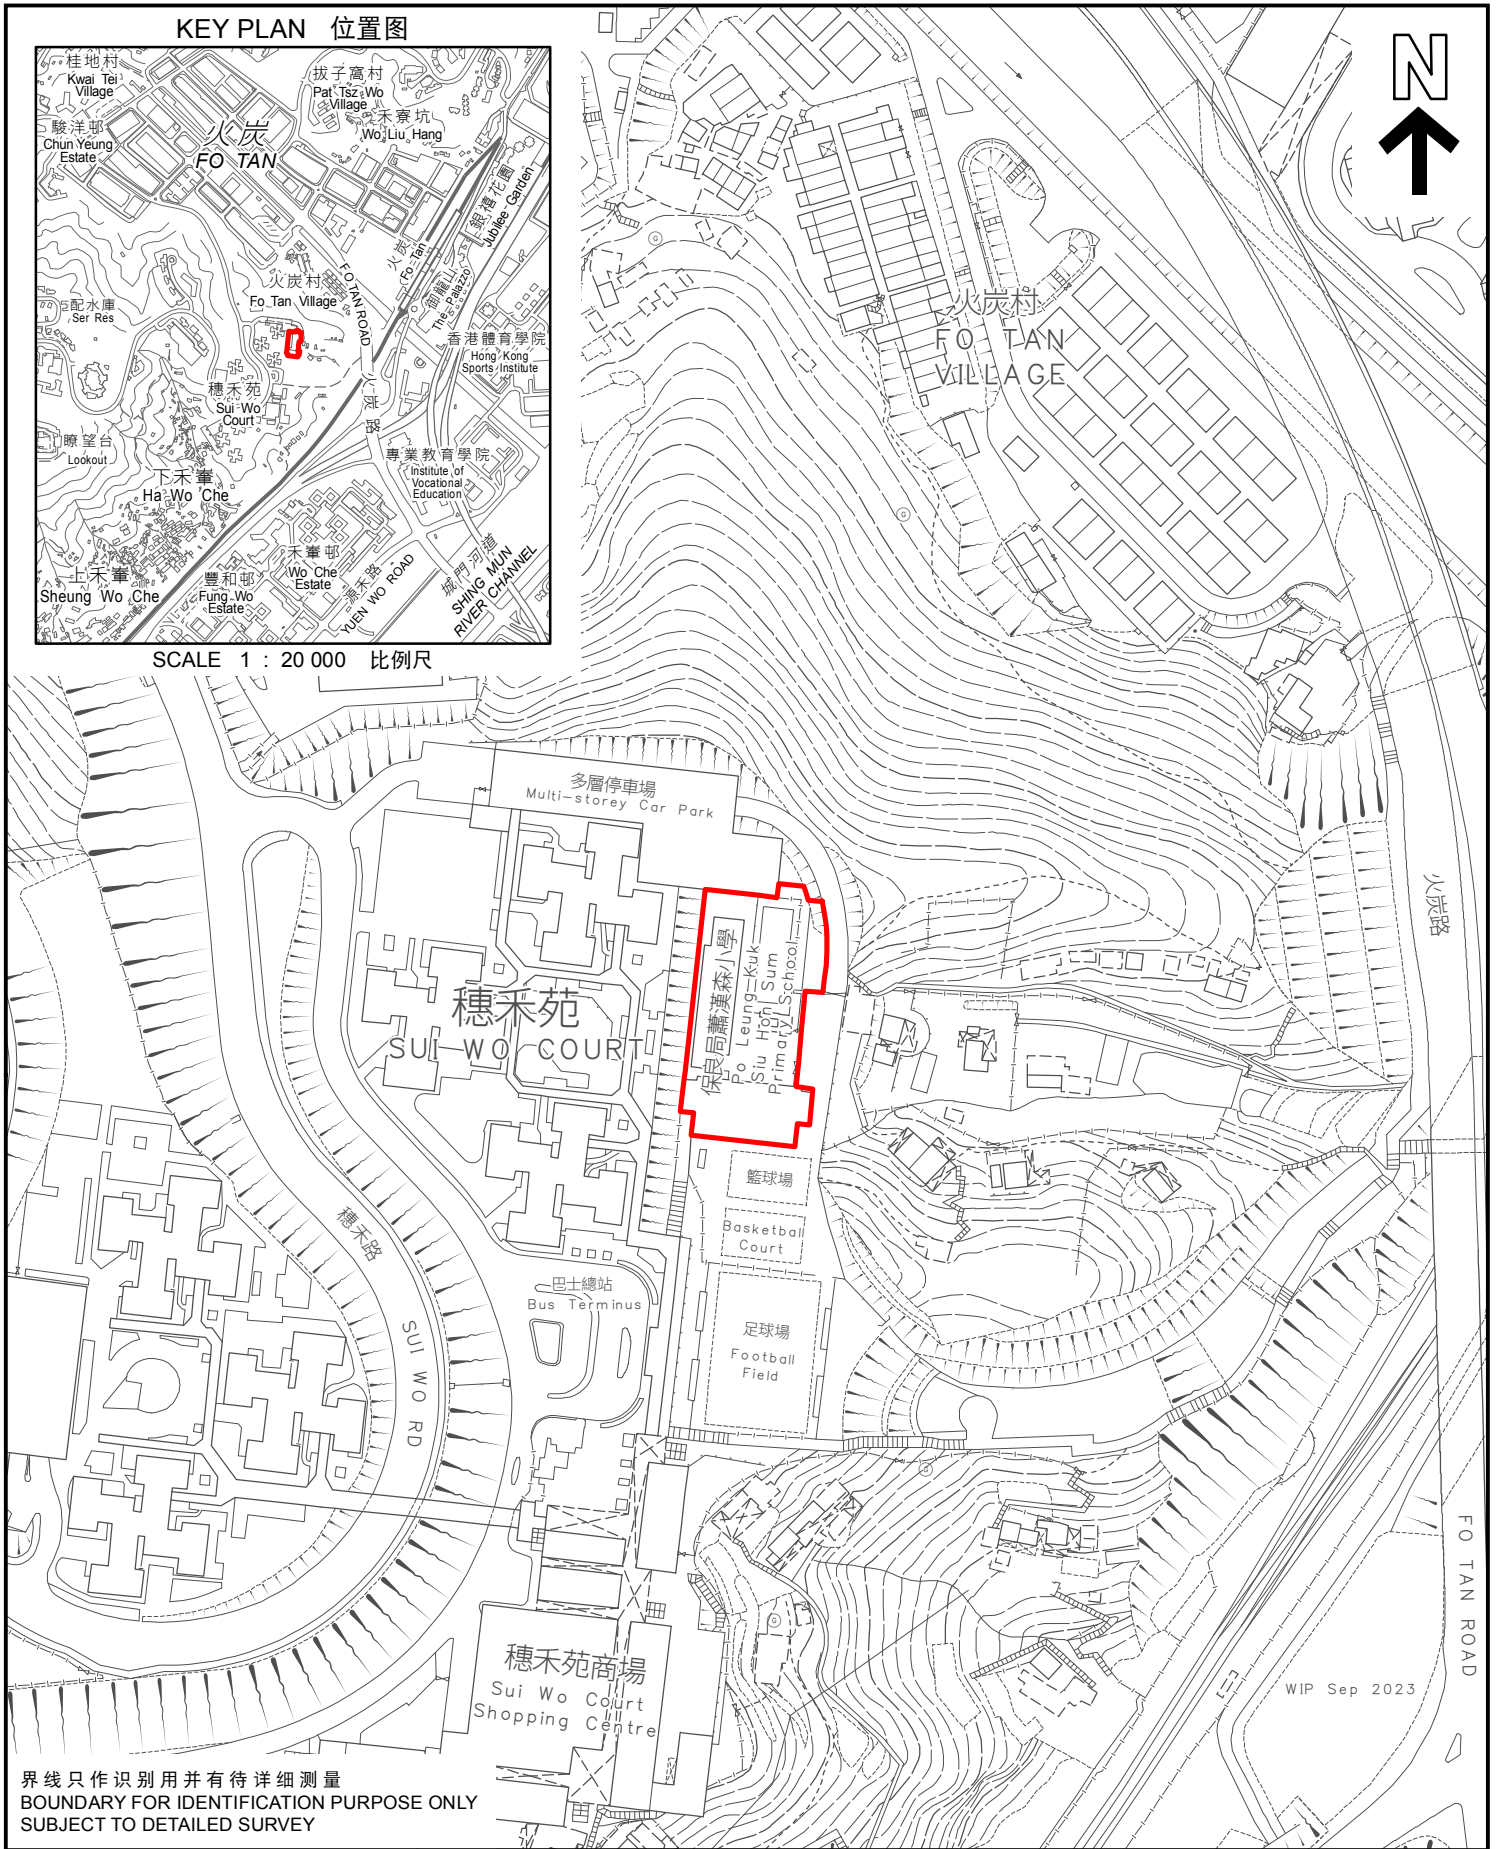 KEY PLAN 位置图
桂地村
Kwai Tei
Village
拔子窩村
Pat Tsz Wo
Village
禾寮坑
Wo Liu Hang
駿洋邨
Chun Yeung
Estate
火炭
FO TAN
銀禧花園
Jubilee Garden
火炭
Fo Tan
御龍山
The Palazzo
火炭村
Fo Tan Village
FO TAN ROAD
火炭路
配水庫
Ser Res
香港體育學院
Hong Kong
Sports Institute
穗禾苑
Sui Wo
Court
瞭望台
Lookout
專業教育學院
Institute of
Vocational
Education
下禾輋
Ha Wo Che
上禾輋
Sheung Wo Che
禾輋邨
Wo Che
Estate
豐和邨
Fung Wo
Estate
源禾路
YUEN WO ROAD
城門河道
SHING MUN
RIVER CHANNEL
SCALE 1 : 20 000 比例尺
N
火炭村
FO TAN
VILLAGE
G
G
多層停車場
Multi-storey Car Park
穗禾苑
SUI WO COURT
保良局蕭漢森小學
Po Leung Kuk
Siu Hon Sum
Primary School
火炭路
籃球場
Basketball
Court
穗禾路
SUI WO RD
巴士總站
Bus Terminus
足球場
Football
Field
G
G
FO TAN ROAD
穗禾苑商場
Sui Wo Court
Shopping Centre
WIP Sep 2023
界线只作识别用并有待详细测量
BOUNDARY FOR IDENTIFICATION PURPOSE ONLY
SUBJECT TO DETAILED SURVEY